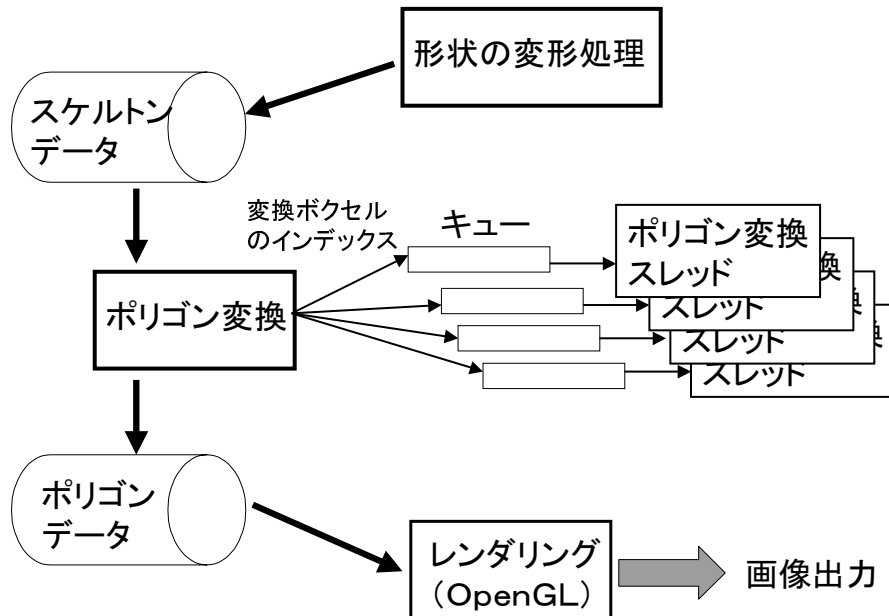 形状の変形処理
スケルトン
データ
変換ボクセル
のインデックス
キュー
ポリゴン変換
スレッド
換
スレッド
換
スレッド
換
スレッド
ポリゴン変換
ポリゴン
データ
レンダリング
(OpenGL)
画像出力